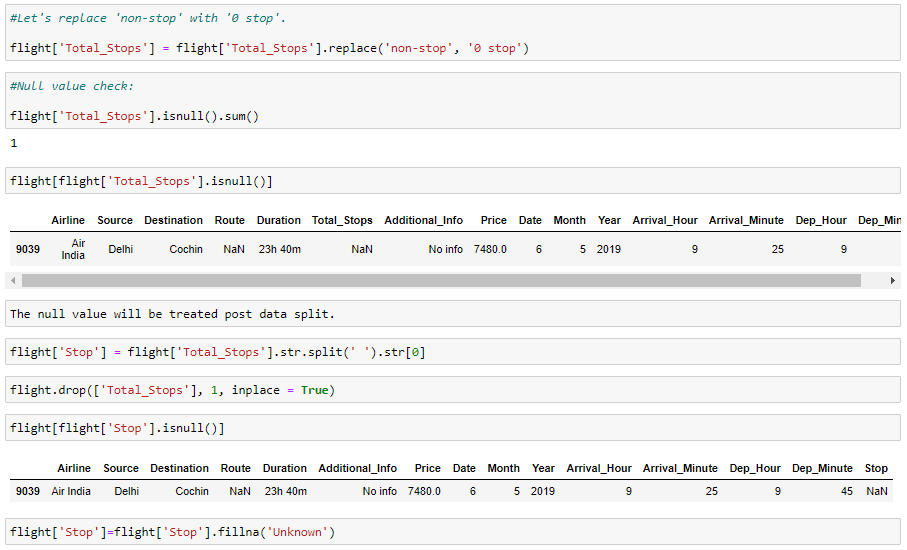 #Let's replace 'non-stop' with '0 stop'.
flight['Total_Stops'] = flight['Total_Stops'].replace('non-stop', '0 stop')
#Null value check:
flight['Total_Stops'].isnull().sum()
1
flight[flight['Total_Stops'].isnull()]
Airline Source Destination Route Duration Total_Stops Additional_Info Price Date Month Year Arrival_Hour Arrival_Minute Dep_Hour Dep_Min
9039 Air India Delhi Cochin NaN 23h 40m NaN No info 7480.0 6 5 2019 9 25 9
The null value will be treated post data split.
flight['Stop'] = flight['Total_Stops'].str.split(' ').str[0]
flight.drop(['Total_Stops'], 1, inplace = True)
flight[flight['Stop'].isnull()]
Airline Source Destination Route Duration Additional_Info Price Date Month Year Arrival_Hour Arrival_Minute Dep_Hour Dep_Minute Stop
9039 Air India Delhi Cochin NaN 23h 40m No info 7480.0 6 5 2019 9 25 9 45 NaN
flight['Stop']=flight['Stop'].fillna('Unknown')